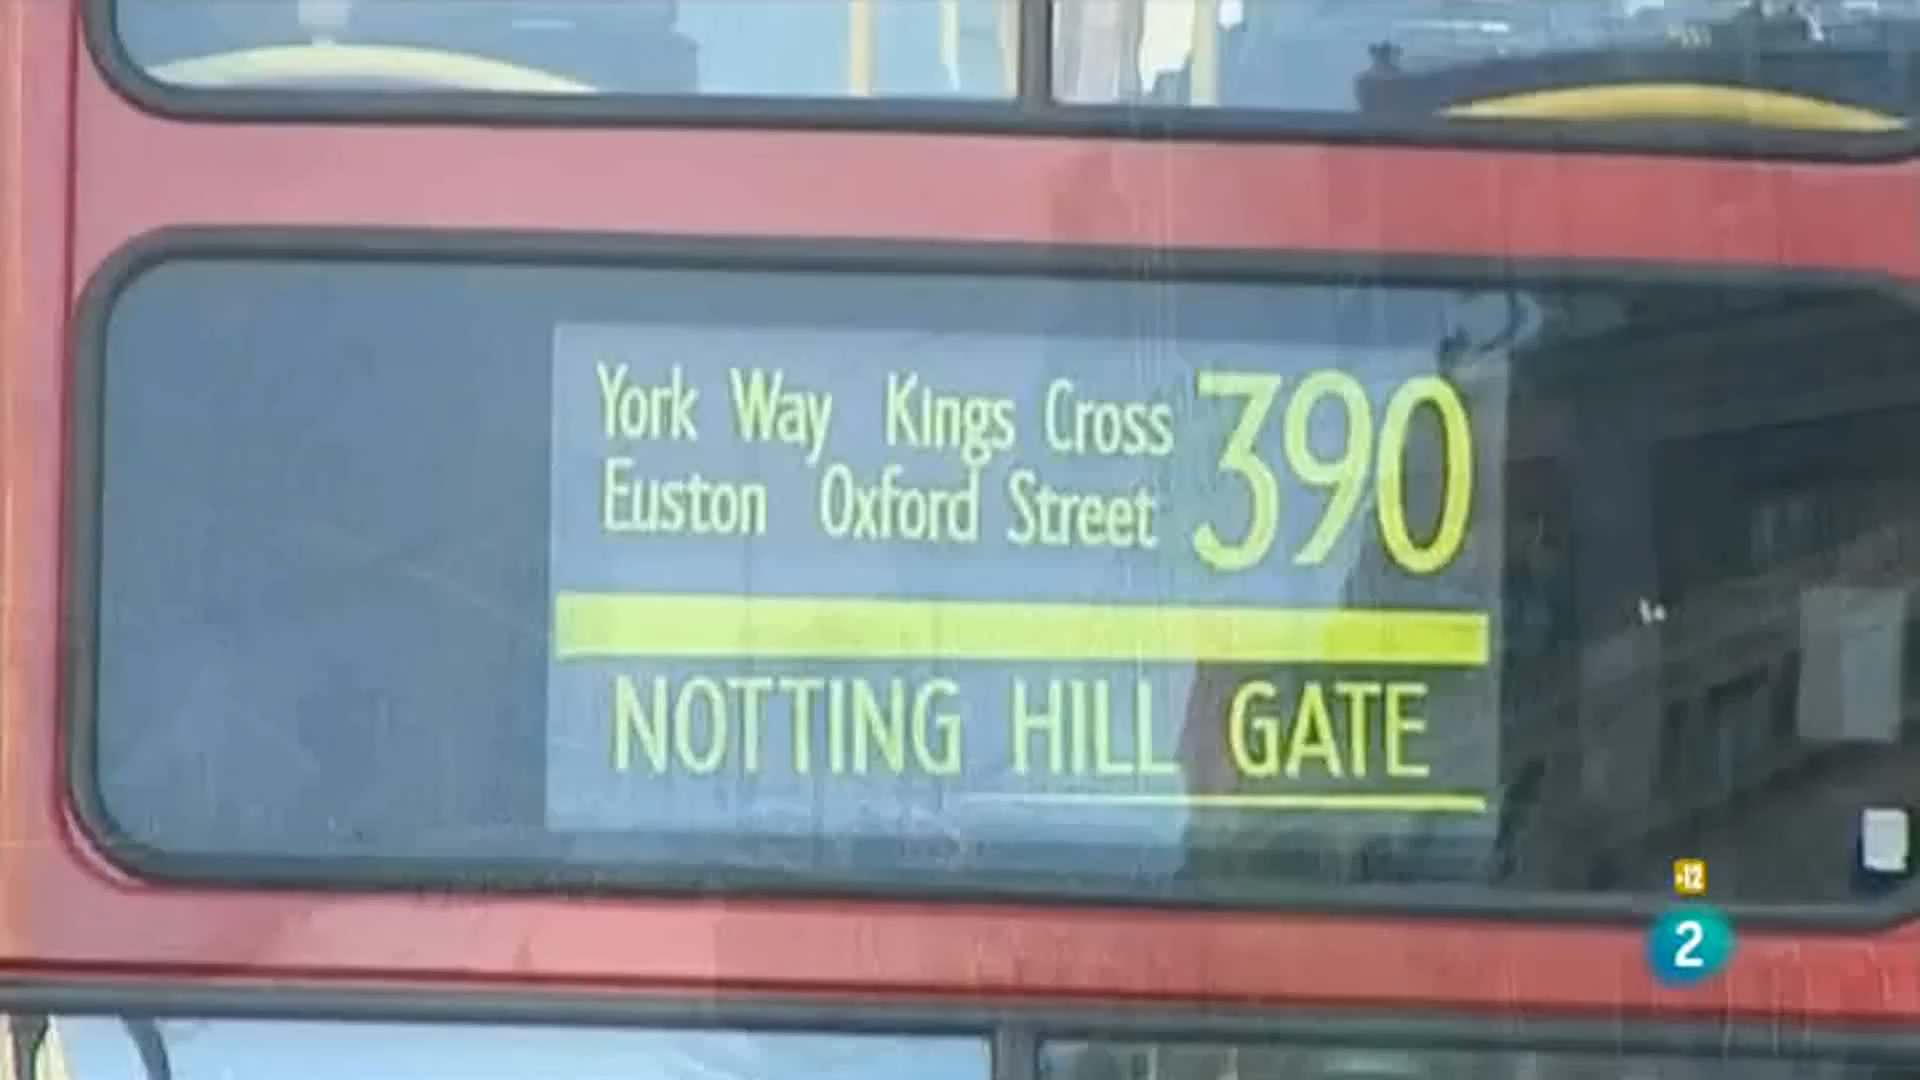 York Way Kings Cross 390
Euston Oxford Street
NOTTING HILL GATE
+12
2